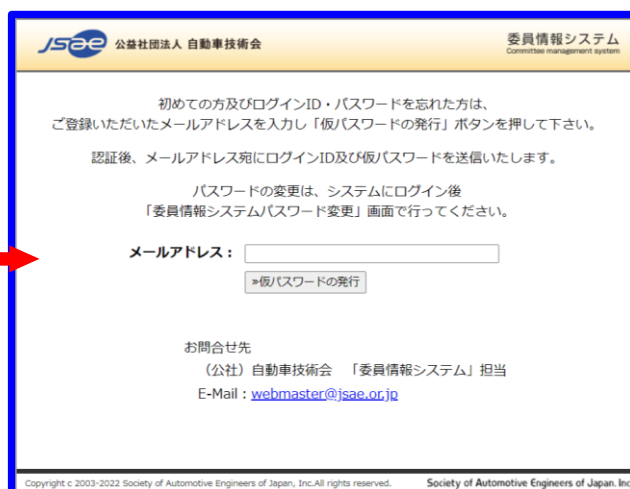 JSAE 公益社団法人 自動車技術会
委員情報システム
Committee management system
初めての方及びログインID・パスワードを忘れた方は、
ご登録いただいたメールアドレスを入力し「仮パスワードの発行」ボタンを押して下さい。
認証後、メールアドレス宛にログインID及び仮パスワードを送信いたします。
パスワードの変更は、システムにログイン後
「委員情報システムパスワード変更」画面で行ってください。
メールアドレス：
»仮パスワードの発行
お問合せ先
（公社）自動車技術会　「委員情報システム」担当
E-Mail：webmaster@jsae.or.jp
Copyright c 2003-2022 Society of Automotive Engineers of Japan, Inc.All rights reserved.
Society of Automotive Engineers of Japan. Inc